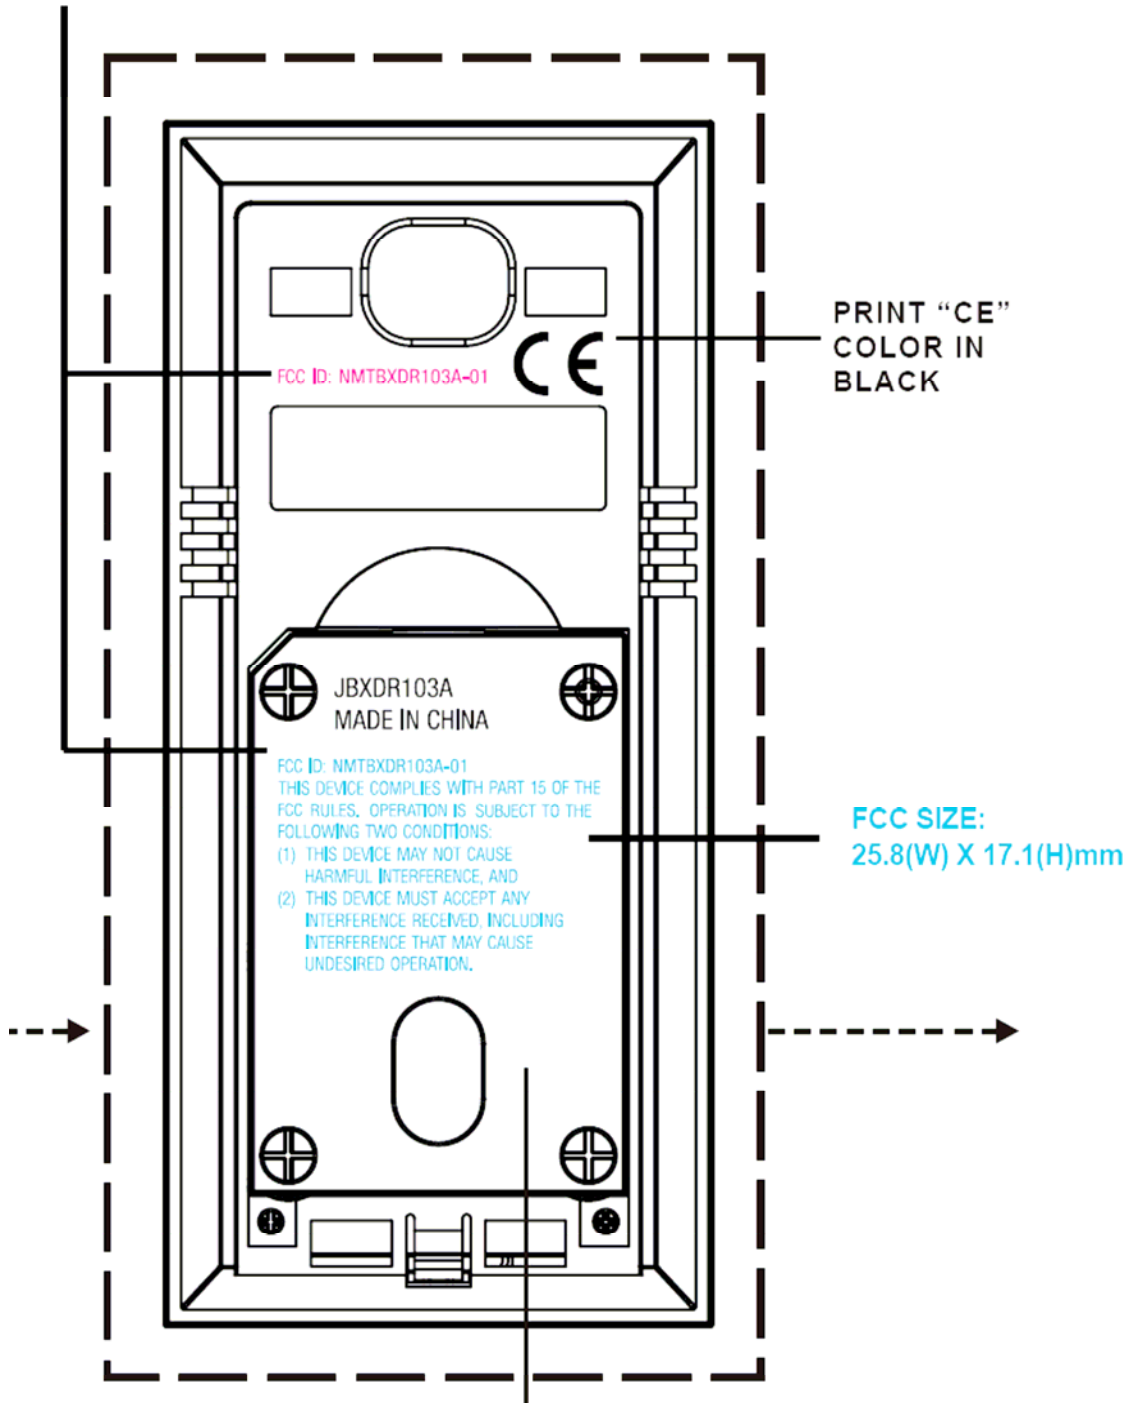 PRINT “CE”
COLOR IN
BLACK
CE
FCC ID: NMTBXDR103A-01
JBXDR103A
MADE IN CHINA
FCC ID: NMTBXDR103A-01
THIS DEVICE COMPLIES WITH PART 15 OF THE
FCC RULES. OPERATION IS SUBJECT TO THE
FOLLOWING TWO CONDITIONS:
(1) THIS DEVICE MAY NOT CAUSE
HARMFUL INTERFERENCE, AND
(2) THIS DEVICE MUST ACCEPT ANY
INTERFERENCE RECEIVED, INCLUDING
INTERFERENCE THAT MAY CAUSE
UNDESIRED OPERATION.
FCC SIZE:
25.8(W) X 17.1(H)mm